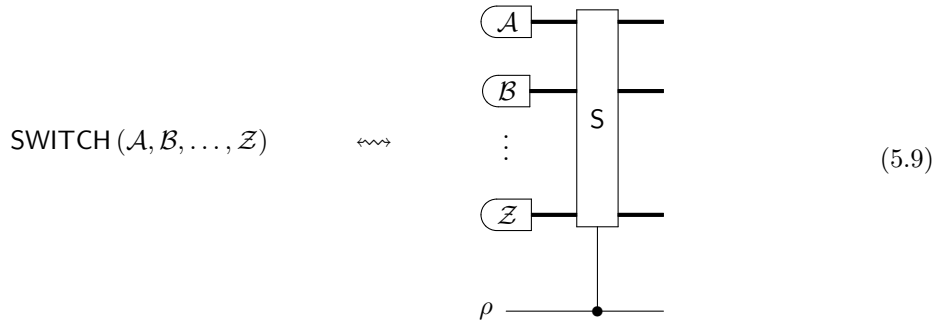 𝒜
ℬ
S
SWITCH (𝒜, ℬ, . . . , 𝒵) ⇝ ⋮ (5.9)
𝒵
ρ